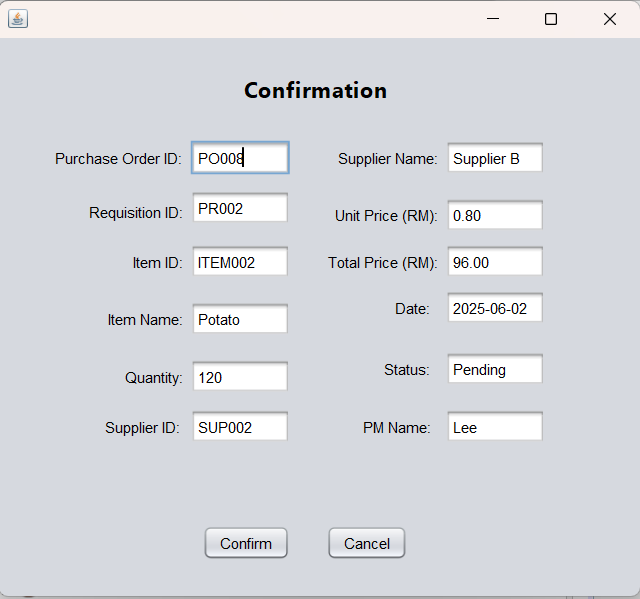 Confirmation
Purchase Order ID: PO008 Supplier Name: Supplier B
Requisition ID: PR002 Unit Price (RM): 0.80
Item ID: ITEM002 Total Price (RM): 96.00
Item Name: Potato Date: 2025-06-02
Quantity: 120 Status: Pending
Supplier ID: SUP002 PM Name: Lee
Confirm Cancel